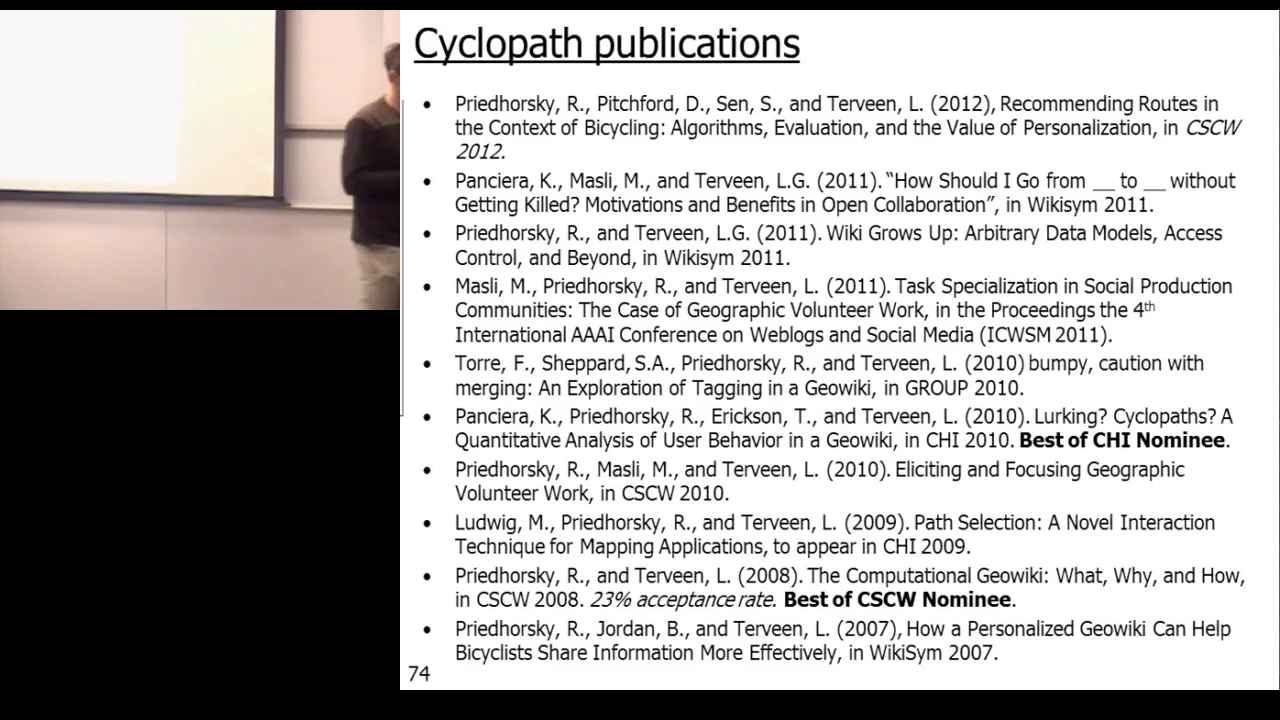 Cyclopath publications
• Priedhorsky, R., Pitchford, D., Sen, S., and Terveen, L. (2012), Recommending Routes in
the Context of Bicycling: Algorithms, Evaluation, and the Value of Personalization, in CSCW
2012.
• Panciera, K., Masli, M., and Terveen, L.G. (2011). “How Should I Go from __ to __ without
Getting Killed? Motivations and Benefits in Open Collaboration”, in Wikisym 2011.
• Priedhorsky, R., and Terveen, L.G. (2011). Wiki Grows Up: Arbitrary Data Models, Access
Control, and Beyond, in Wikisym 2011.
• Masli, M., Priedhorsky, R., and Terveen, L. (2011). Task Specialization in Social Production
Communities: The Case of Geographic Volunteer Work, in the Proceedings the 4th
International AAAI Conference on Weblogs and Social Media (ICWSM 2011).
• Torre, F., Sheppard, S.A., Priedhorsky, R., and Terveen, L. (2010) bumpy, caution with
merging: An Exploration of Tagging in a Geowiki, in GROUP 2010.
• Panciera, K., Priedhorsky, R., Erickson, T., and Terveen, L. (2010). Lurking? Cyclopaths? A
Quantitative Analysis of User Behavior in a Geowiki, in CHI 2010. Best of CHI Nominee.
• Priedhorsky, R., Masli, M., and Terveen, L. (2010). Eliciting and Focusing Geographic
Volunteer Work, in CSCW 2010.
• Ludwig, M., Priedhorsky, R., and Terveen, L. (2009). Path Selection: A Novel Interaction
Technique for Mapping Applications, to appear in CHI 2009.
• Priedhorsky, R., and Terveen, L. (2008). The Computational Geowiki: What, Why, and How,
in CSCW 2008. 23% acceptance rate. Best of CSCW Nominee.
• Priedhorsky, R., Jordan, B., and Terveen, L. (2007), How a Personalized Geowiki Can Help
Bicyclists Share Information More Effectively, in WikiSym 2007.
74